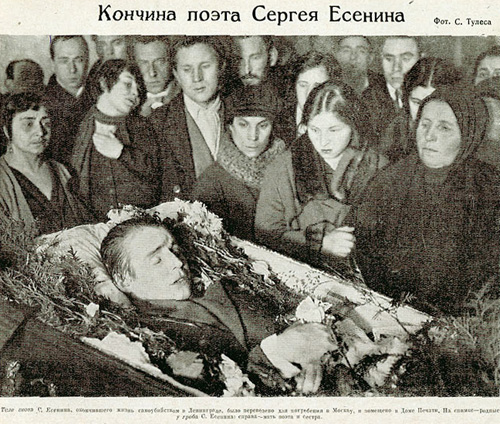 Кончина поэта Сергея Есенина
Фот. С. Тулеса
Тело поэта С. Есенина, окончившего жизнь самоубийством в Ленинграде, было перевезено для погребения в Москву, и помещено в Доме Печати. На снимке—родные
у гроба С. Есенина: справа—мать поэта и сестра.